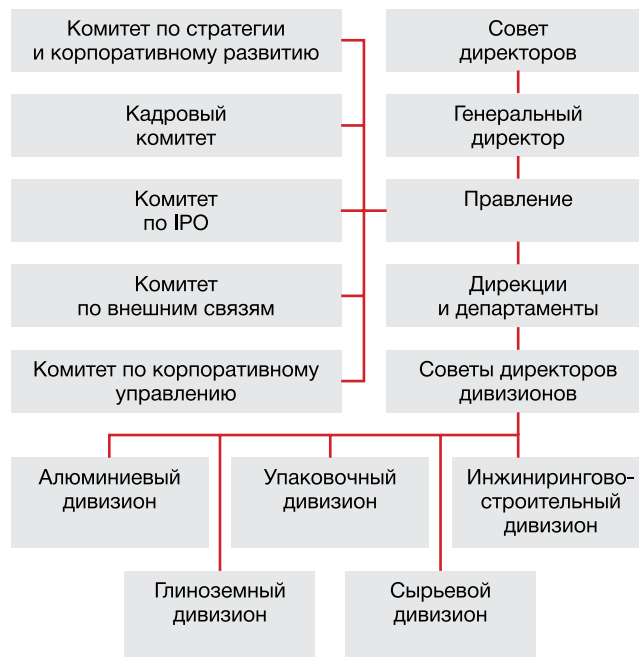 Комитет по стратегии
и корпоративному развитию
Совет
директоров
Кадровый
комитет
Генеральный
директор
Комитет
по IPO
Правление
Комитет
по внешним связям
Дирекции
и департаменты
Комитет по корпоративному
управлению
Советы директоров
дивизионов
Алюминиевый
дивизион
Упаковочный
дивизион
Инжинирингово-
строительный
дивизион
Глиноземный
дивизион
Сырьевой
дивизион